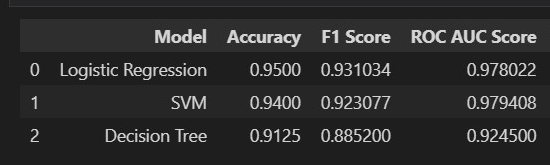 Model Accuracy F1 Score ROC AUC Score
0 Logistic Regression 0.9500 0.931034 0.978022
1 SVM 0.9400 0.923077 0.979408
2 Decision Tree 0.9125 0.885200 0.924500